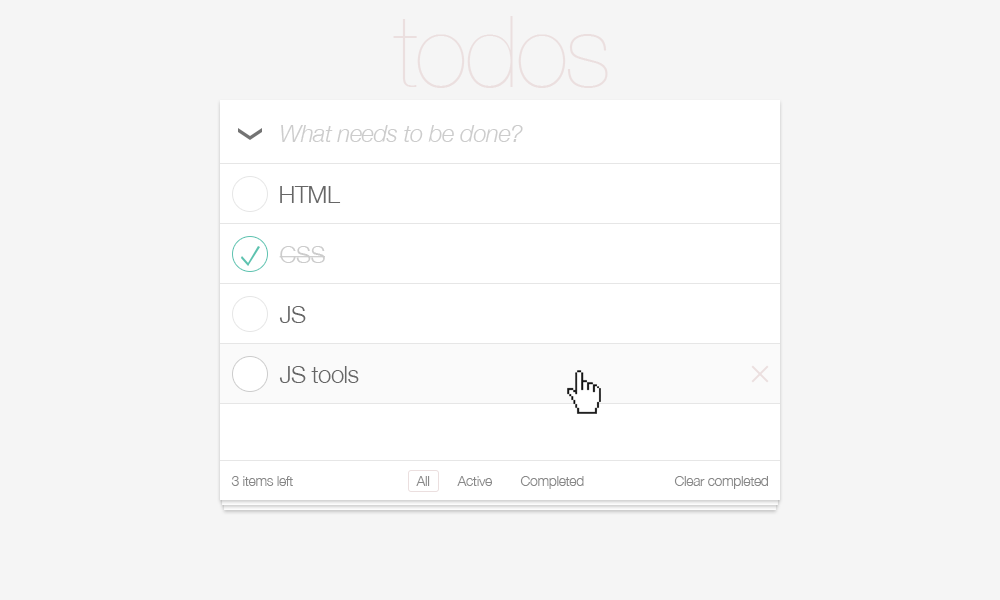 todos
What needs to be done?
HTML
CSS
JS
JS tools
3 items left All Active Completed Clear completed